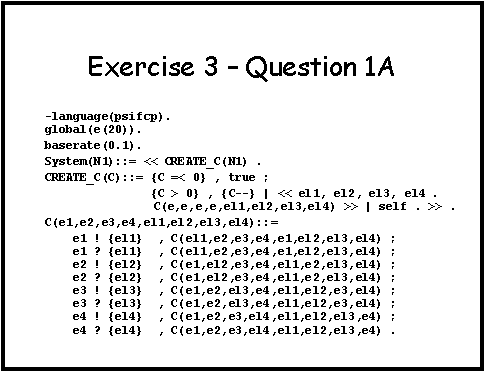 Exercise 3 – Question 1A
-language(psifcp).
global(e(20)).
baserate(0.1).
System(N1)::= << CREATE_C(N1) .
CREATE_C(C)::= {C =< 0} , true ;
{C > 0} , {C--} | << el1, el2, el3, el4 .
C(e,e,e,e,el1,el2,el3,el4) >> | self . >> .
C(e1,e2,e3,e4,el1,el2,el3,el4)::=
e1 ! {el1} , C(el1,e2,e3,e4,e1,el2,el3,el4) ;
e1 ? {el1} , C(el1,e2,e3,e4,e1,el2,el3,el4) ;
e2 ! {el2} , C(e1,el2,e3,e4,el1,e2,el3,el4) ;
e2 ? {el2} , C(e1,el2,e3,e4,el1,e2,el3,el4) ;
e3 ! {el3} , C(e1,e2,el3,e4,el1,el2,e3,el4) ;
e3 ? {el3} , C(e1,e2,el3,e4,el1,el2,e3,el4) ;
e4 ! {el4} , C(e1,e2,e3,el4,el1,el2,el3,e4) ;
e4 ? {el4} , C(e1,e2,e3,el4,el1,el2,el3,e4) .